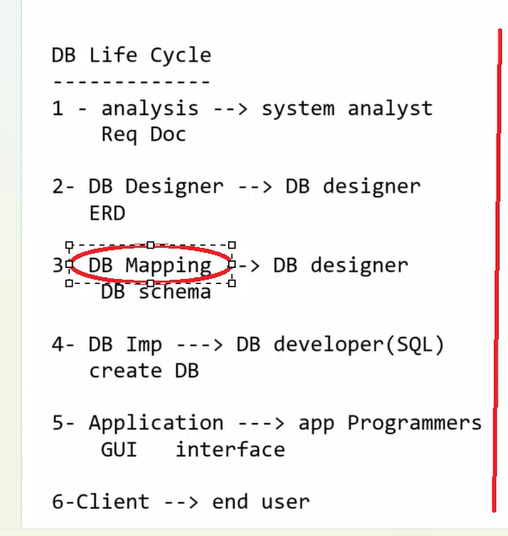 DB Life Cycle
-------------
1 - analysis --> system analyst
Req Doc
2- DB Designer --> DB designer
ERD
3- DB Mapping --> DB designer
DB schema
4- DB Imp ---> DB developer(SQL)
create DB
5- Application ---> app Programmers
GUI   interface
6-Client --> end user